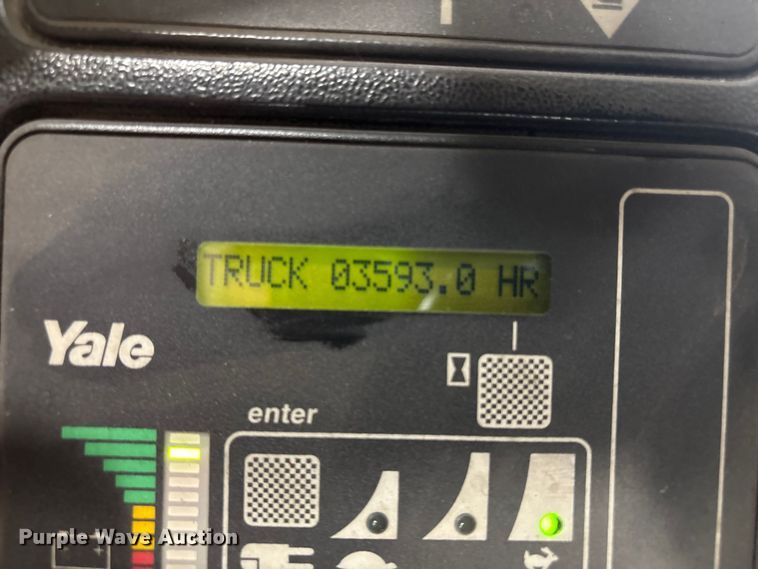 TRUCK 03593.0 HR
Yale
enter
Purple Wave Auction